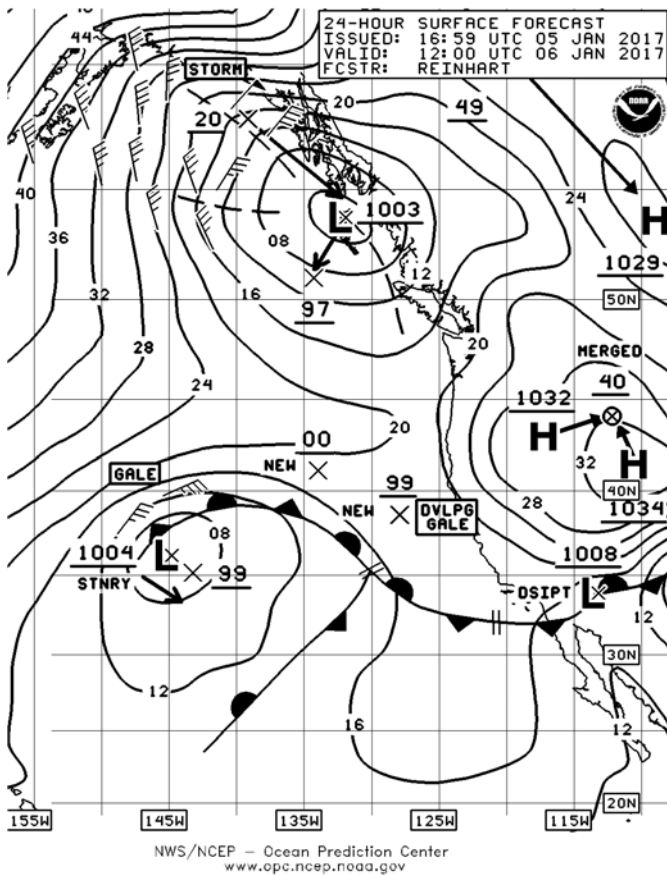 24-HOUR SURFACE FORECAST
ISSUED: 16:59 UTC 05 JAN 2017
VALID: 12:00 UTC 06 JAN 2017
FCSTR: REINHART
44
STORM
20
20
49
NOAA
40
24
L 1003
H
36
08
12
1029
32
16
97
50N
28
20
MERGED
24
1032
40
20
H
00
NEW
32
H
GALE
99
40N
NEW
DVLPG
GALE
28
1034
08
1004
L
1008
STNRY
99
DSIPT
L
12
30N
12
16
12
20N
155W
145W
135W
125W
115W
NWS/NCEP – Ocean Prediction Center
www.opc.ncep.noaa.gov